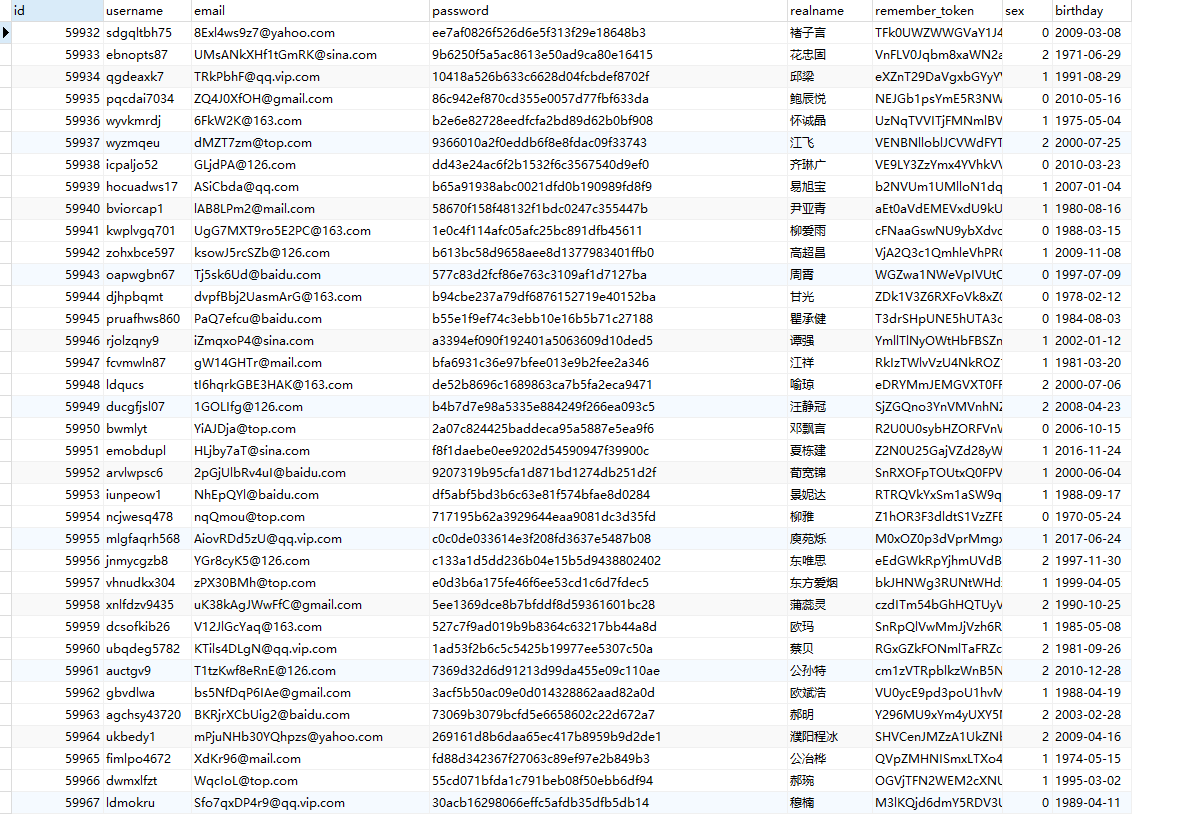 id username email password realname remember_token sex birthday
59932 sdgqltbh75 8Exl4ws9z7@yahoo.com ee7af0826f526d6e5f313f29e18648b3 褚子言 TFk0UWZWWGVaY1J4 0 2009-03-08
59933 ebnopts87 UMsANkXHf1tGmRK@sina.com 9b6250f5a5ac8613e50ad9ca80e16415 花忠国 VnFLV0Jqbm8xaWN2a 2 1971-06-29
59934 qgdeaxk7 TRkPbhF@qq.vip.com 10418a526b633c6628d04fcbdef8702f 邱梁 eXZnT29DaVgxbGYyV 1 1991-08-29
59935 pqcdai7034 ZQ4J0XfOH@gmail.com 86c942ef870cd355e0057d77fbf633da 鲍辰悦 NEJGb1psYmE5R3NW 0 2010-05-16
59936 wyvkmrdj 6FkW2K@163.com b2e6e82728eedfcfa2bd89d62b0bf908 怀诚晶 UzNqTVVITjFMNmlBV 1 1975-05-04
59937 wyzmqeu dMZT7zm@top.com 9366010a2f0eddb6f8e8fdac09f33743 江飞 VENBNlloblJCVWdFYT 2 2000-07-25
59938 icpaljo52 GLjdPA@126.com dd43e24ac6f2b1532f6c3567540d9ef0 齐琳广 VE9LY3ZzYmx4YVhkVV 0 2010-03-23
59939 hocuadws17 ASiCbda@qq.com b65a91938abc0021dfd0b190989fd8f9 易旭宝 b2NVUm1UMlloN1dq 1 2007-01-04
59940 bviorcap1 lAB8LPm2@mail.com 58670f158f48132f1bdc0247c355447b 尹亚青 aEt0aVdEMEVxdU9kU 1 1980-08-16
59941 kwplvgq701 UgG7MXT9ro5E2PC@163.com 1e0c4f114afc05afc25bc891dfb45611 柳爱雨 cFNaaGswNU9ybXdvc 0 1988-03-15
59942 zohxbce597 ksowJ5rcSZb@126.com b613bc58d9658aee8d1377983401ffb0 高超昌 VjA2Q3c1QmhleVhPR 1 2009-11-08
59943 oapwgbn67 Tj5sk6Ud@baidu.com 577c83d2fcf86e763c3109af1d7127ba 周霄 WGZwa1NWeVpIVUtC 0 1997-07-09
59944 djhpbqmt dvpfBbj2UasmArG@163.com b94cbe237a79df6876152719e40152ba 甘光 ZDk1V3Z6RXFoVk8xZ 0 1978-02-12
59945 pruafhws860 PaQ7efcu@baidu.com b55e1f9ef74c3ebb10e16b5b71c27188 瞿承健 T3drSHpUNE5hUTA3c 0 1984-08-03
59946 rjolzqny9 iZmqxoP4@sina.com a3394ef090f192401a5063609d10ded5 谭强 YmllTlNyOWtHbFBSZm 1 2002-01-12
59947 fcvmwln87 gW14GHTr@mail.com bfa6931c36e97bfee013e9b2fee2a346 江祥 RkIzTWlvVzU4NkROZ 1 1981-03-20
59948 ldqucs tI6hqrkGBE3HAK@163.com de52b8696c1689863ca7b5fa2eca9471 喻琼 eDRYMmJEMGVXT0FF 2 2000-07-06
59949 ducgfjsl07 1GOLIfg@126.com b4b7d7e98a5335e884249f266ea093c5 汪静冠 SjZGQno3YnVMVnhNZ 2 2008-04-23
59950 bwmlyt YiAJDja@top.com 2a07c824425baddeca95a5887e5ea9f6 邓飘言 R2U0U0sybHZORFVnV 0 2006-10-15
59951 emobdupl HLjby7aT@sina.com f8f1daebe0ee9202d54590947f39900c 夏栋建 Z2N0U25GajVZd28yW 1 2016-11-24
59952 arvlwpsc6 2pGjUlbRv4uI@baidu.com 9207319b95cfa1d871bd1274db251d2f 荀宽锦 SnRXOFpTOUtxQ0FPV 1 2000-06-04
59953 iunpeow1 NhEpQYl@baidu.com df5abf5bd3b6c63e81f574bfae8d0284 景妮达 RTRQVkYxSm1aSW9q 1 1988-09-17
59954 ncjwesq478 nqQmou@top.com 717195b62a3929644eaa9081dc3d35fd 柳雅 Z1hOR3F3dldtS1VzZFE 0 1970-05-24
59955 mlgfaqrh568 AiovRDd5zU@qq.vip.com c0c0de033614e3f208fd3637e5487b08 庾苑烁 M0xOZ0p3dVprMmgx 1 2017-06-24
59956 jnmycgzb8 YGr8cyK5@126.com c133a1d5dd236b04e15b5d9438802402 东唯思 eEdGWkRpYjhmUVdB 2 1997-11-30
59957 vhnudkx304 zPX30BMh@top.com e0d3b6a175fe46f6ee53cd1c6d7fdec5 东方爱烟 bkJHNWg3RUNtWHd 1 1999-04-05
59958 xnlfdzv9435 uK38kAgJWwFfC@gmail.com 5ee1369dce8b7bfddf8d59361601bc28 蒲蕊灵 czdITm54bGhHQTUyV 2 1990-10-25
59959 dcsofkib26 V12JlGcYaq@163.com 527c7f9ad019b9b8364c63217bb44a8d 欧玛 SnRpQlVwMmJjVzh6R 1 1985-05-08
59960 ubqdeg5782 KTils4DLgN@qq.vip.com 1ad53f2b6c5c5425b19977ee5307c50a 蔡贝 RGxGZkFONmlTaFRZc 2 1981-09-26
59961 auctgv9 T1tzKwf8eRnE@126.com 7369d32d6d91213d99da455e09c110ae 公孙特 cm1zVTRpblkzWnB5N 2 2010-12-28
59962 gbvdlwa bs5NfDqP6IAe@gmail.com 3acf5b50ac09e0d014328862aad82a0d 欧斌浩 VU0ycE9pd3poU1hvM 1 1988-04-19
59963 agchsy43720 BKRjrXCbUig2@baidu.com 73069b3079bcfd5e6658602c22d672a7 郝明 Y296MU9xYm4yUXY5M 2 2003-02-28
59964 ukbedy1 mPjuNHb30YQhpzs@yahoo.com 269161d8b6daa65ec417b8959b9d2de1 濮阳程冰 SHVCenJMZzA1UkZNb 2 2009-04-16
59965 fimlpo4672 XdKr96@mail.com fd88d342367f27063c89ef97e2b849b3 公冶桦 QVpZMHNISmxLTXo4 1 1974-05-15
59966 dwmxlfzt WqcIoL@top.com 55cd071bfda1c791beb08f50ebb6df94 郝琬 OGVjTFN2WEM2cXNU 1 1995-03-02
59967 ldmokru Sfo7qxDP4r9@qq.vip.com 30acb16298066effc5afdb35dfb5db14 穆楠 M3lKQjd6dmY5RDV3U 0 1989-04-11